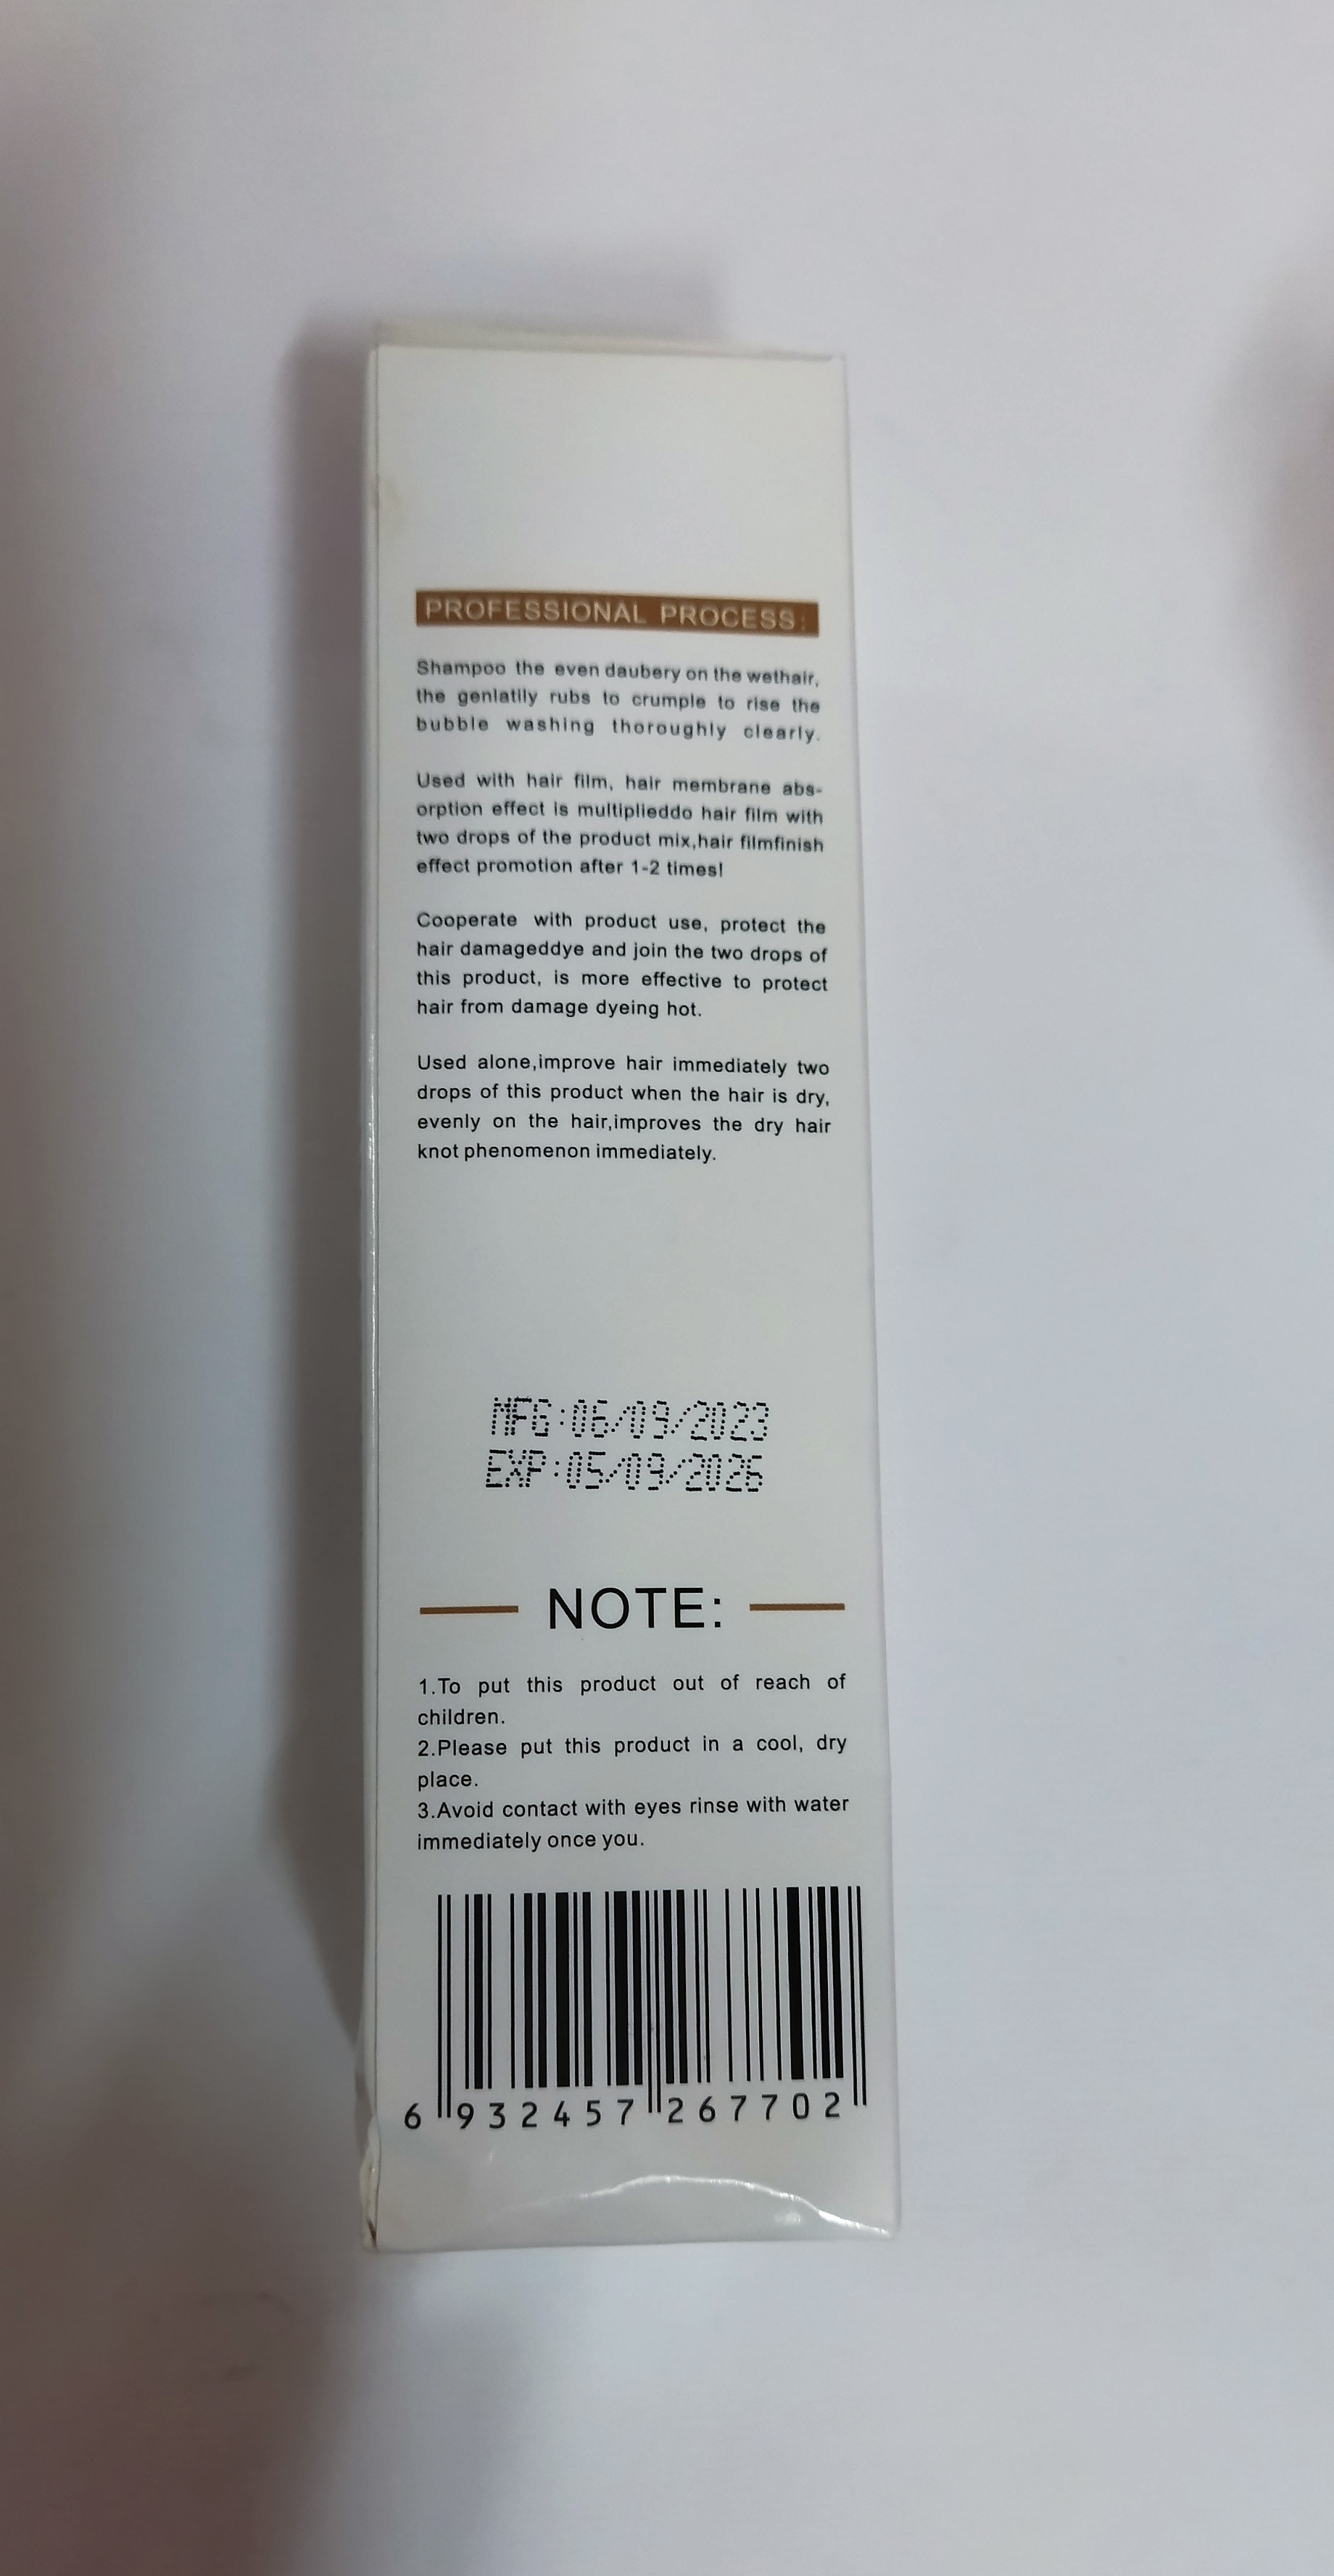 PROFESSIONAL PROCESS:
Shampoo the even daubery on the wethair,
the genlatily rubs to crumple to rise the
bubble washing thoroughly clearly.
Used with hair film, hair membrane abs-
orption effect is multiplieddo hair film with
two drops of the product mix,hair filmfinish
effect promotion after 1-2 times!
Cooperate with product use, protect the
hair damageddye and join the two drops of
this product, is more effective to protect
hair from damage dyeing hot.
Used alone,improve hair immediately two
drops of this product when the hair is dry,
evenly on the hair,improves the dry hair
knot phenomenon immediately.
MFG:06/09/2023
EXP:05/09/2026
NOTE:
1.To put this product out of reach of
children.
2.Please put this product in a cool, dry
place.
3.Avoid contact with eyes rinse with water
immediately once you.
6 932457 267702